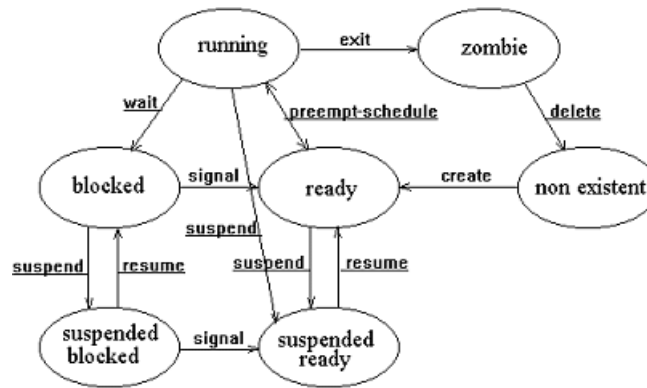 running
exit
zombie
wait
preempt-schedule
delete
blocked
signal
ready
create
non existent
suspend
suspend
resume
suspend
resume
suspended
blocked
signal
suspended
ready